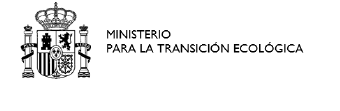 MINISTERIO
PARA LA TRANSICIÓN ECOLÓGICA